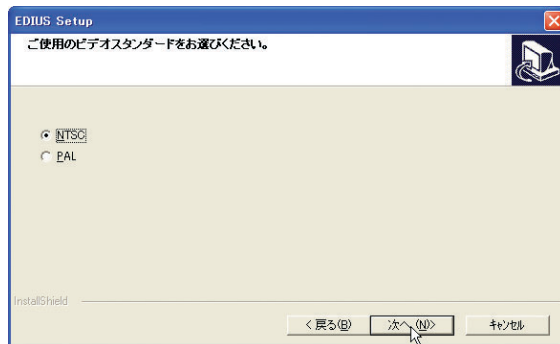 EDIUS Setup
ご使用のビデオスタンダードをお選びください。
NTSC
PAL
InstallShield
< 戻る(B)
次へ(N)>
キャンセル